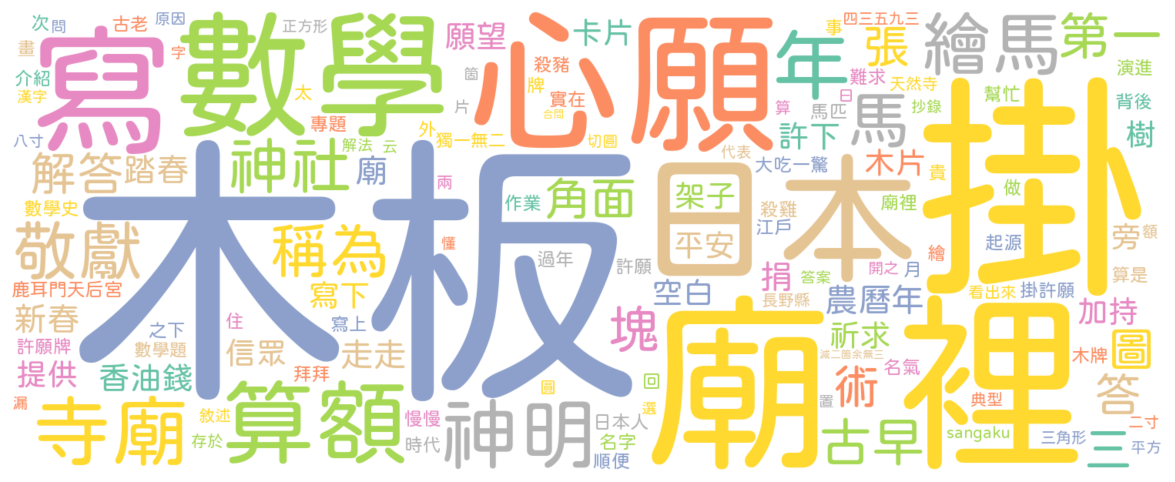 次
問
古老
原因
正方形
寫
數學
心願
願望
卡片
年
張
四三五九三
事
繪馬
第一
畫
字
介紹
漢字
太
箇
片
牌
殺豬
實在
難求
日
天然寺
演進
八寸
專題
外
獨一無二
合問
切圓
算
馬匹
馬
抄錄
幫忙
背後
掛
解答
踏春
神社
解法
云
廟
木板
代表
許下
大吃一驚
木片
貴
樹
數學史
兩
作業
角面
日本
架子
殺雞
廟裡
做
敬獻
稱為
懂
過年
平安
江戶
繪
起源
旁
額
鹿耳門天后宮
寫下
許願
捐
開之
月
算是
空白
長野縣
答案
農曆年
看出來
掛許願
新春
之下
住
寫上
塊
廟
祈求
裡
加持
許願牌
數學題
信眾
走走
減二箇余無三
名氣
木牌
圖
提供
香油錢
拜拜
圓
回
術
典型
答
漏
寺廟
敘述
算額
慢慢
神明
選
置
日本人
古早
sangaku
二寸
存於
時代
名字
順便
三角形
三
平方